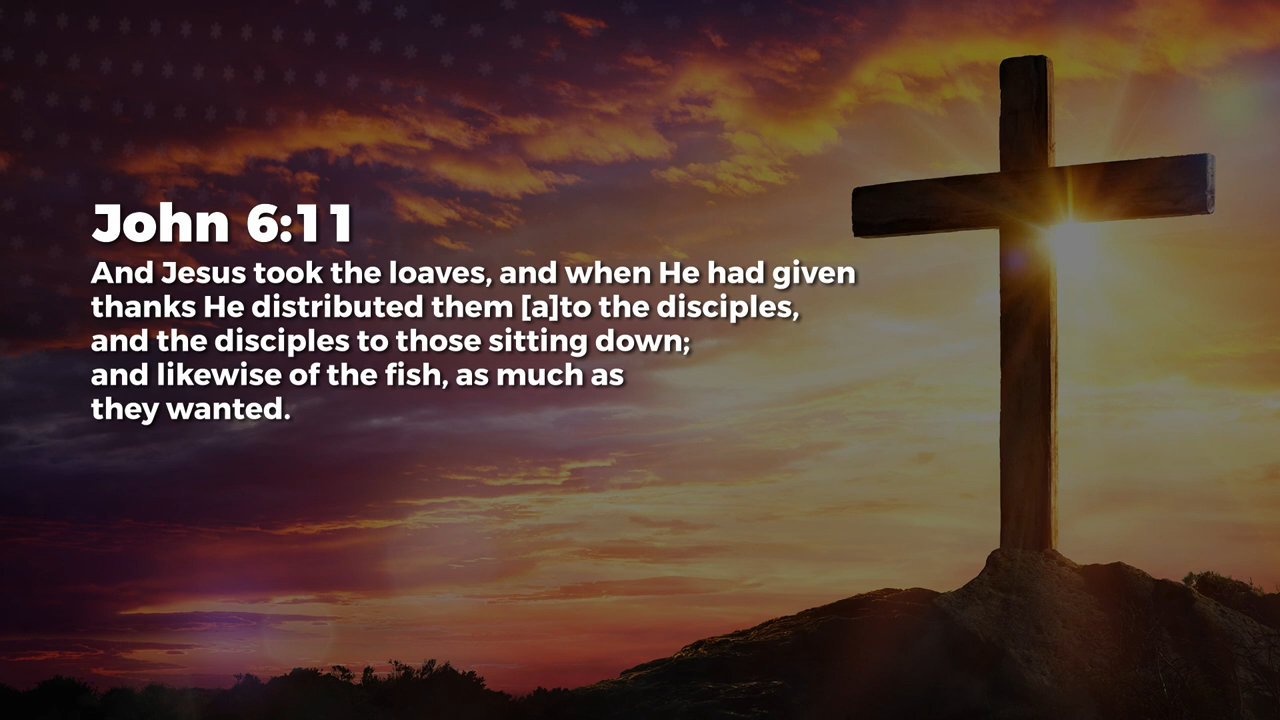 John 6:11
And Jesus took the loaves, and when He had given
thanks He distributed them [a]to the disciples,
and the disciples to those sitting down;
and likewise of the fish, as much as
they wanted.